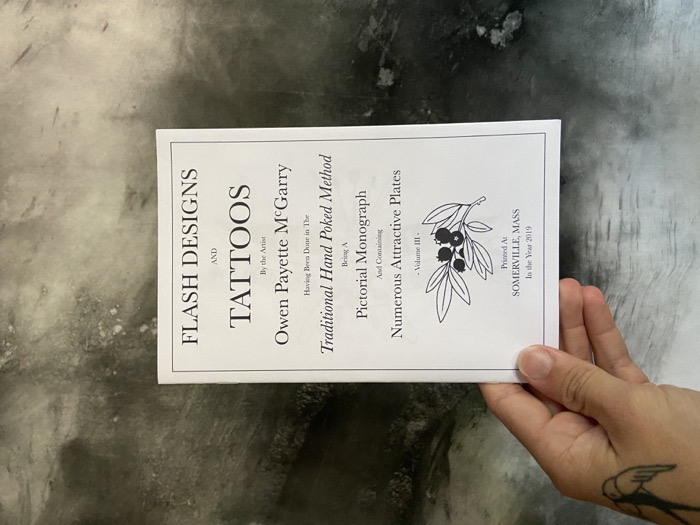 FLASH DESIGNS
AND
TATTOOS
By the Artist
Owen Payette McGarry
Having Been Done in The
Traditional Hand Poked Method
Being A
Pictorial Monograph
And Containing
Numerous Attractive Plates
- Volume III -
Printed At
SOMERVILLE, MASS
In the Year 2019